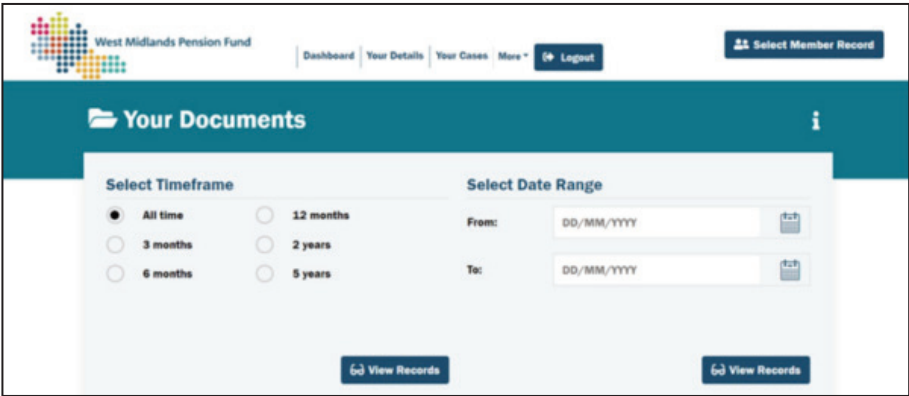 West Midlands Pension Fund
Dashboard Your Details Your Cases More Logout
Select Member Record
Your Documents
i
Select Timeframe
All time 12 months
3 months 2 years
6 months 5 years
View Records
Select Date Range
From: DD/MM/YYYY
To: DD/MM/YYYY
View Records